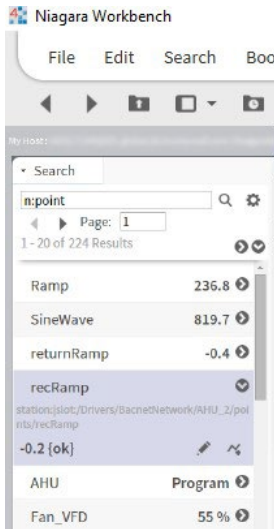 Niagara Workbench
File Edit Search Boo
My Host:
Search
n:point
Page: 1
1 - 20 of 224 Results
Ramp 236.8
SineWave 819.7
returnRamp -0.4
recRamp
station:|slot:/Drivers/BacnetNetwork/AHU_2/poi
nts/recRamp
-0.2 {ok}
AHU Program
Fan_VFD 55 %